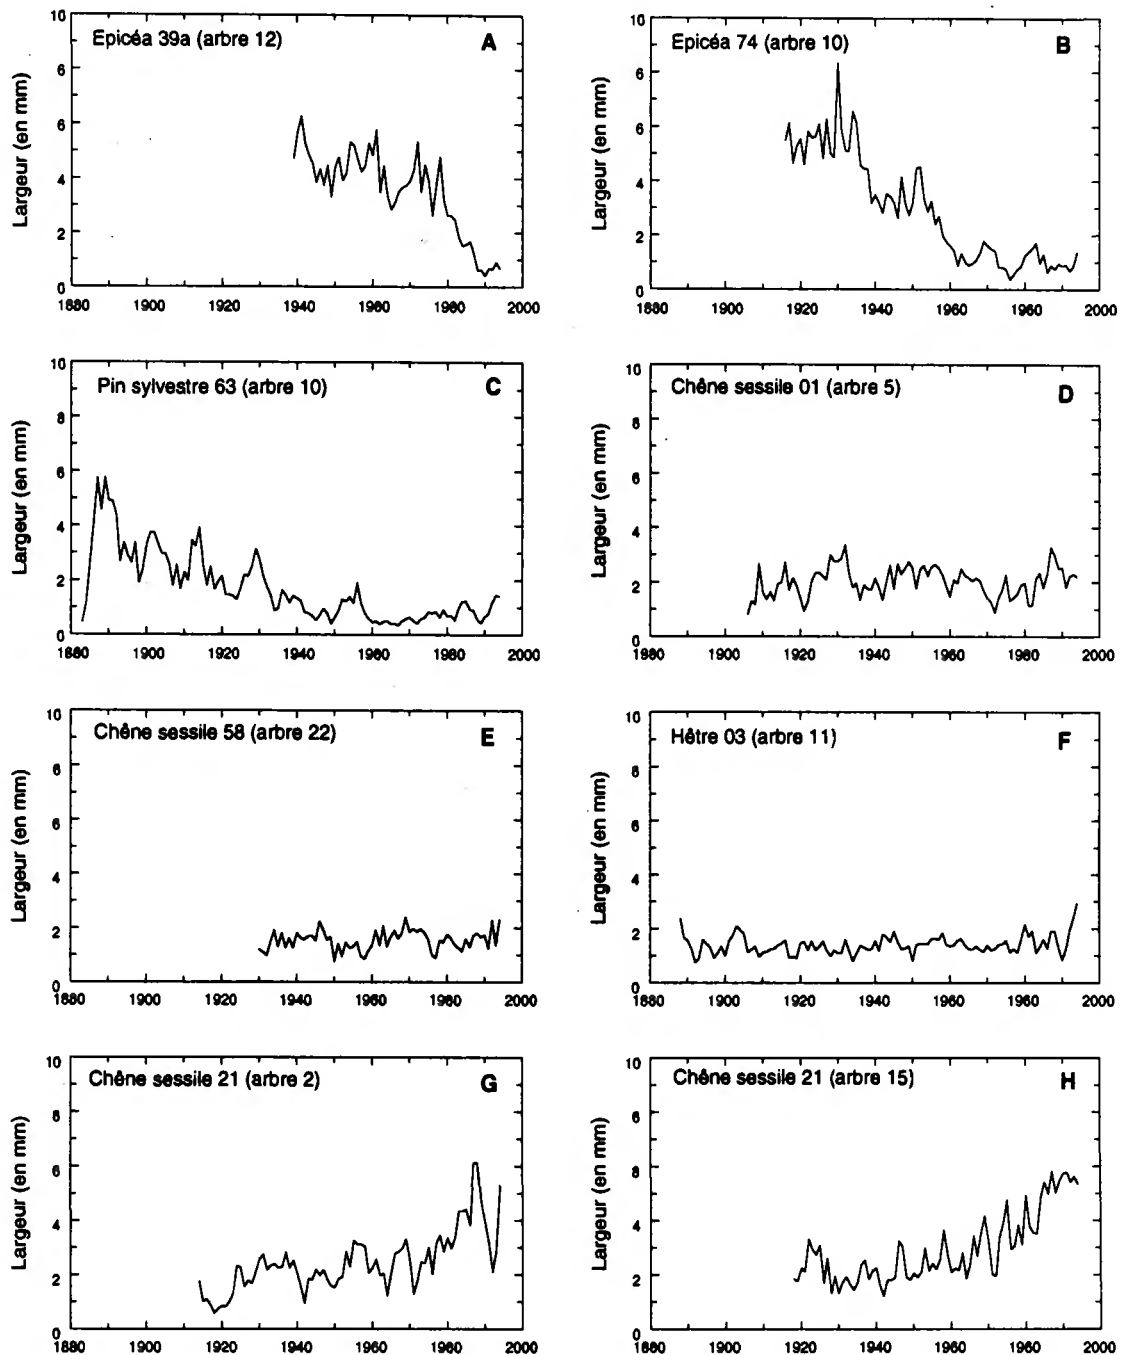 Epicéa 39a (arbre 12) A
Largeur (en mm)
10
8
6
4
2
0
1880 1900 1920 1940 1960 1980 2000
Epicéa 74 (arbre 10) B
Largeur (en mm)
10
8
6
4
2
0
1880 1900 1920 1940 1960 1980 2000
Pin sylvestre 63 (arbre 10) C
Largeur (en mm)
10
8
6
4
2
0
1880 1900 1920 1940 1960 1980 2000
Chêne sessile 01 (arbre 5) D
Largeur (en mm)
10
8
6
4
2
0
1880 1900 1920 1940 1960 1980 2000
Chêne sessile 58 (arbre 22) E
Largeur (en mm)
10
8
6
4
2
0
1880 1900 1920 1940 1960 1980 2000
Hêtre 03 (arbre 11) F
Largeur (en mm)
10
8
6
4
2
0
1880 1900 1920 1940 1960 1980 2000
Chêne sessile 21 (arbre 2) G
Largeur (en mm)
10
8
6
4
2
0
1880 1900 1920 1940 1960 1980 2000
Chêne sessile 21 (arbre 15) H
Largeur (en mm)
10
8
6
4
2
0
1880 1900 1920 1940 1960 1980 2000